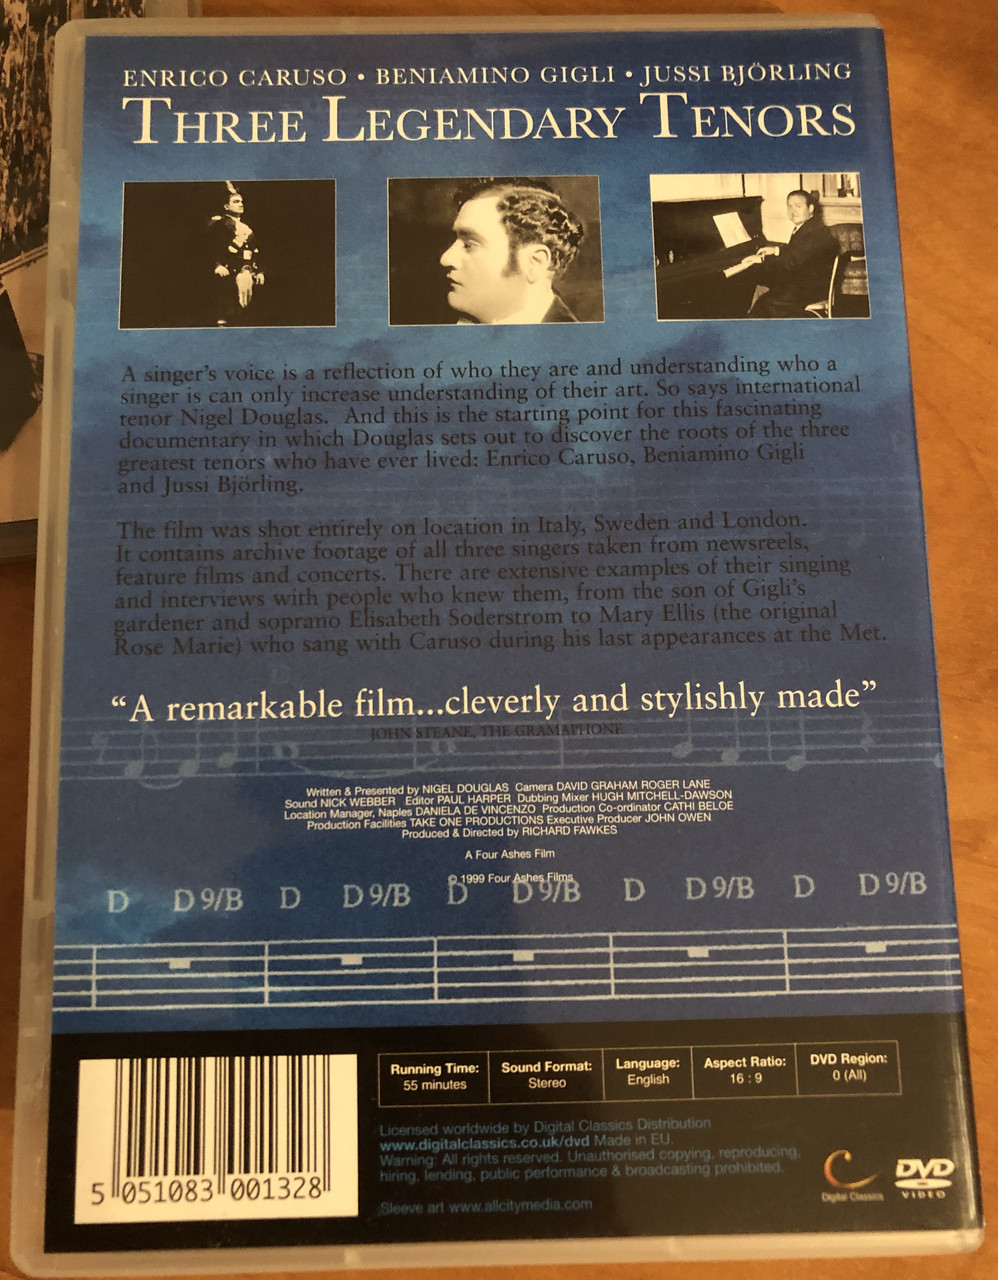 ENRICO CARUSO • BENIAMINO GIGLI • JUSSI BJÖRLING
THREE LEGENDARY TENORS
A singer's voice is a reflection of who they are and understanding who a
singer is can only increase understanding of their art. So says international
tenor Nigel Douglas. And this is the starting point for this fascinating
documentary in which Douglas sets out to discover the roots of the three
greatest tenors who have ever lived: Enrico Caruso, Beniamino Gigli
and Jussi Björling.
The film was shot entirely on location in Italy, Sweden and London.
It contains archive footage of all three singers taken from newsreels,
feature films and concerts. There are extensive examples of their singing
and interviews with people who knew them, from the son of Gigli's
gardener and soprano Elisabeth Soderstrom to Mary Ellis (the original
Rose Marie) who sang with Caruso during his last appearances at the Met.
"A remarkable film...cleverly and stylishly made"
JOHN STEANE, THE GRAMAPHONE
Written & Presented by NIGEL DOUGLAS Camera DAVID GRAHAM ROGER LANE
Sound NICK WEBBER Editor PAUL HARPER Dubbing Mixer HUGH MITCHELL-DAWSON
Location Manager, Naples DANIELA DE VINCENZO Production Co-ordinator CATHI BELOE
Production Facilities TAKE ONE PRODUCTIONS Executive Producer JOHN OWEN
Produced & Directed by RICHARD FAWKES
A Four Ashes Film
© 1999 Four Ashes Films
D D 9/B D D 9/B D D 9/B D D 9/B D D 9/B
Running Time: Sound Format: Language: Aspect Ratio: DVD Region:
55 minutes Stereo English 16 : 9 0 (All)
Licensed worldwide by Digital Classics Distribution
www.digitalclassics.co.uk/dvd Made in EU.
Warning: All rights reserved. Unauthorised copying, reproducing,
hiring, lending, public performance & broadcasting prohibited.
Sleeve art www.allcitymedia.com
5 051083 001328
Digital Classics
DVD
VIDEO